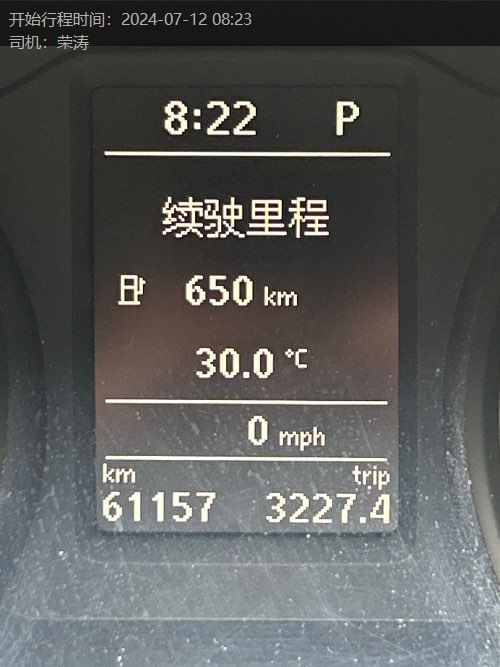 开始行程时间：2024-07-12 08:23
司机：荣涛
8:22 P
续驶里程
650 km
30.0 °C
0 mph
km trip
61157 3227.4